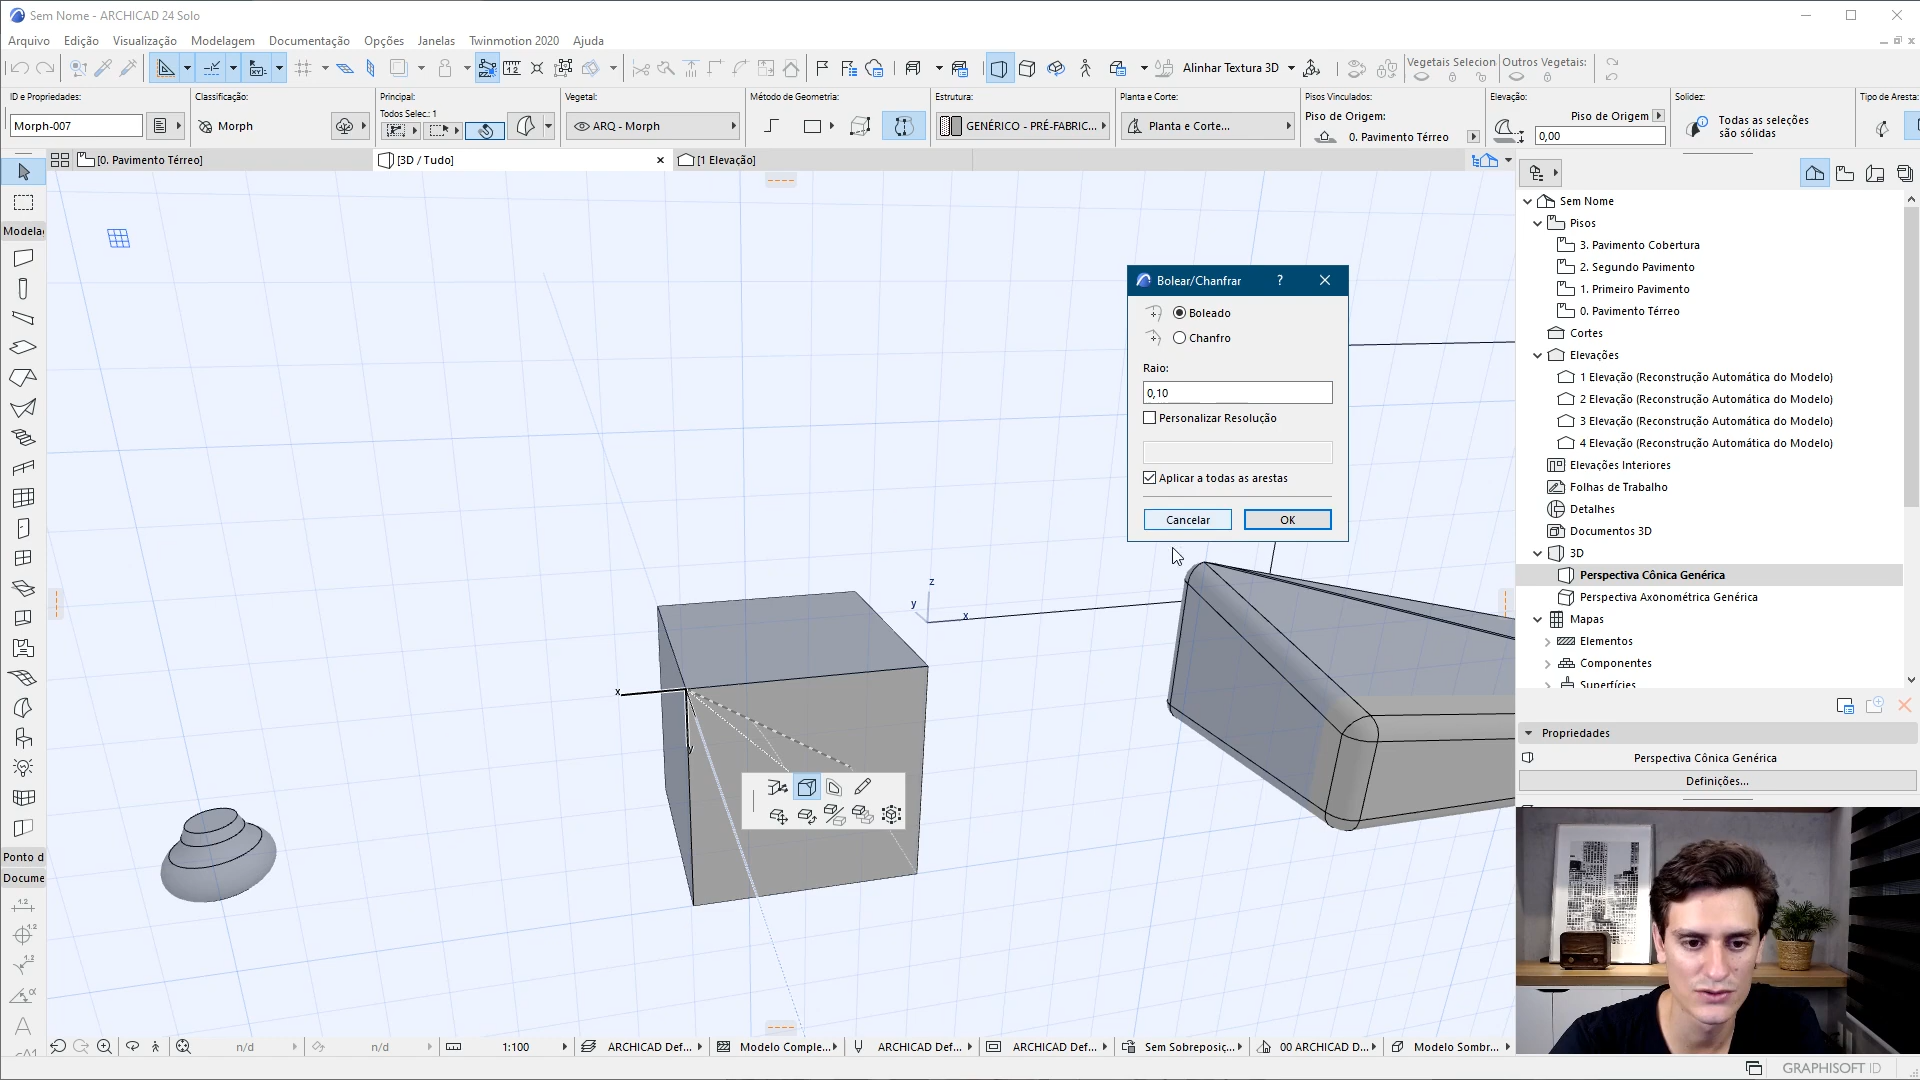 Sem Nome - ARCHICAD 24 Solo
Arquivo Edição Visualização Modelagem Documentação Opções Janelas Twinmotion 2020 Ajuda
Alinhar Textura 3D
Vegetais Selecion
Outros Vegetais:
ID e Propriedades: Classificação: Principal: Vegetal: Método de Geometria: Estrutura: Planta e Corte: Pisos Vinculados: Elevação: Solidez: Tipo de Aresta:
Todos Selec.: 1
Piso de Origem:
Piso de Origem
Morph-007
Morph
ARQ - Morph
GENÉRICO - PRÉ-FABRIC...
Planta e Corte...
0. Pavimento Térreo
0,00
Todas as seleções
são sólidas
[0. Pavimento Térreo]
[3D / Tudo]
[1 Elevação]
Modelaç
Ponto d
Docume
Bolear/Chanfrar
?
Boleado
Chanfro
Raio:
0,10
Personalizar Resolução
Aplicar a todas as arestas
Cancelar
OK
z
y
x
x
y
Sem Nome
Pisos
3. Pavimento Cobertura
2. Segundo Pavimento
1. Primeiro Pavimento
0. Pavimento Térreo
Cortes
Elevações
1 Elevação (Reconstrução Automática do Modelo)
2 Elevação (Reconstrução Automática do Modelo)
3 Elevação (Reconstrução Automática do Modelo)
4 Elevação (Reconstrução Automática do Modelo)
Elevações Interiores
Folhas de Trabalho
Detalhes
Documentos 3D
3D
Perspectiva Cônica Genérica
Perspectiva Axonométrica Genérica
Mapas
Elementos
Componentes
Superfícies
Propriedades
Perspectiva Cônica Genérica
Definições...
n/d
n/d
1:100
ARCHICAD Def...
Modelo Comple...
ARCHICAD Def...
ARCHICAD Def...
Sem Sobreposiç...
00 ARCHICAD D...
Modelo Sombr...
GRAPHISOFT ID